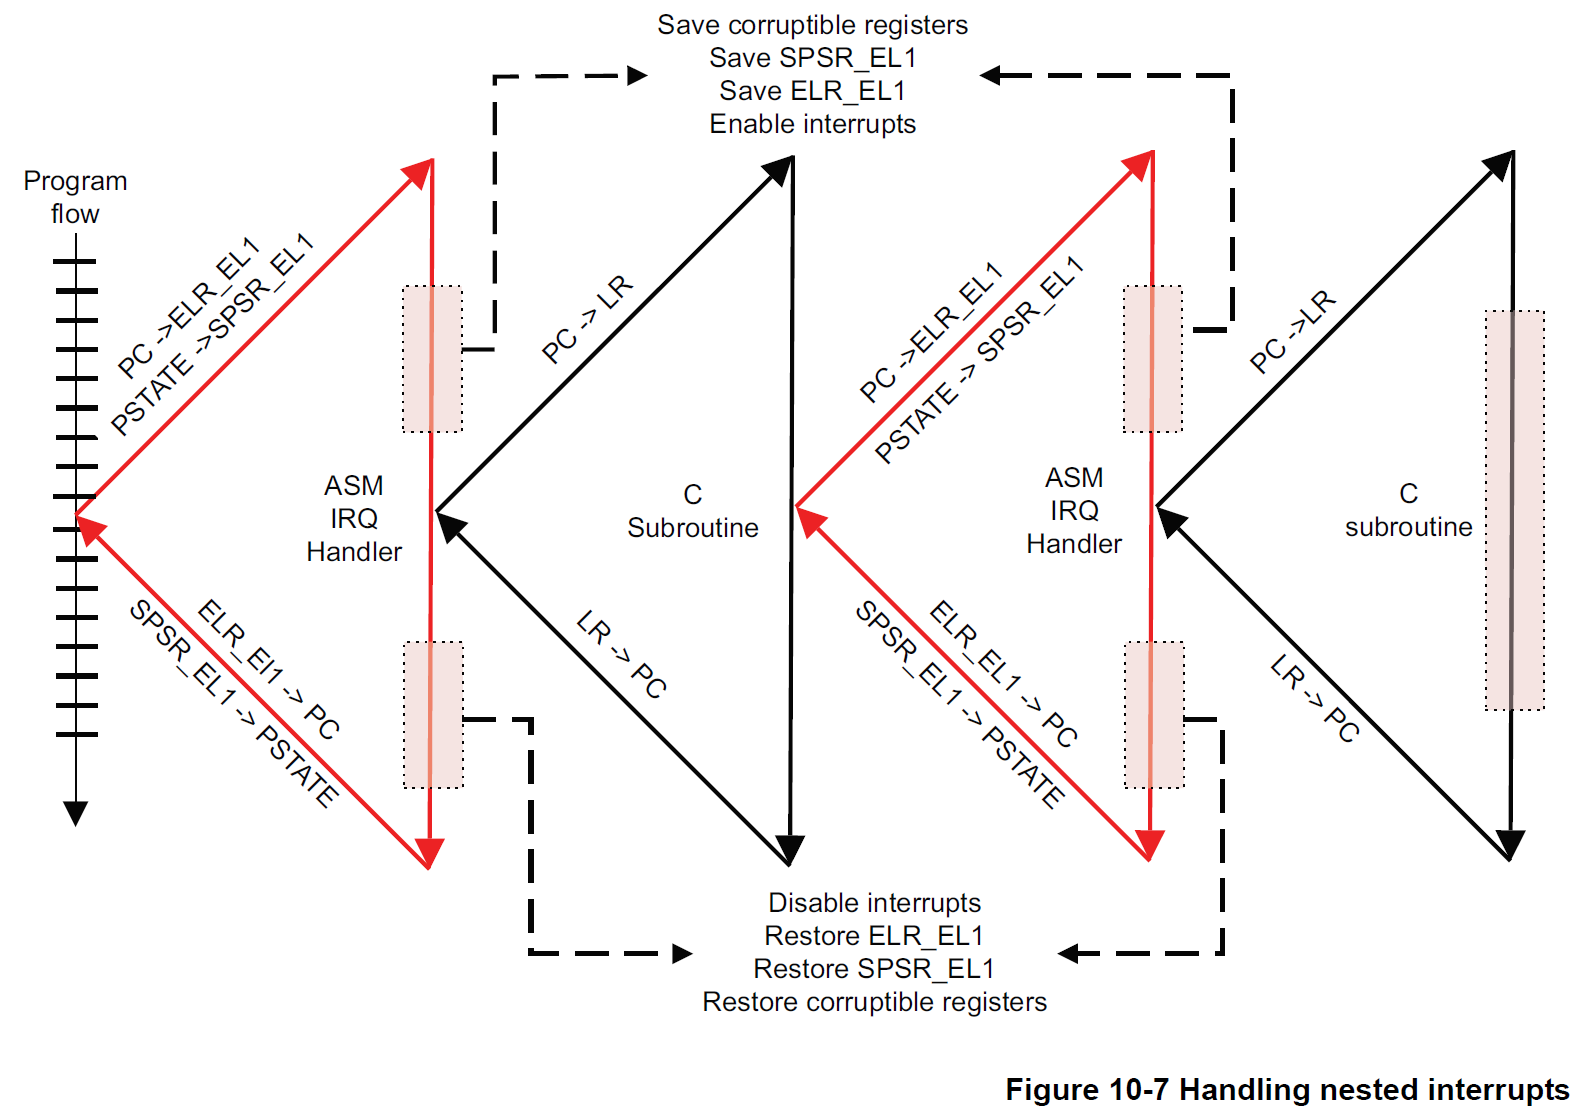 Save corruptible registers
Save SPSR_EL1
Save ELR_EL1
Enable interrupts
Program
flow
PC ->ELR_EL1
PSTATE ->SPSR_EL1
PC -> LR
PC ->ELR_EL1
PSTATE -> SPSR_EL1
PC ->LR
ASM
IRQ
Handler
C
Subroutine
ASM
IRQ
Handler
C
subroutine
ELR_El1 -> PC
SPSR_EL1 -> PSTATE
LR -> PC
ELR_EL1 -> PC
SPSR_EL1 -> PSTATE
LR -> PC
Disable interrupts
Restore ELR_EL1
Restore SPSR_EL1
Restore corruptible registers
Figure 10-7 Handling nested interrupts